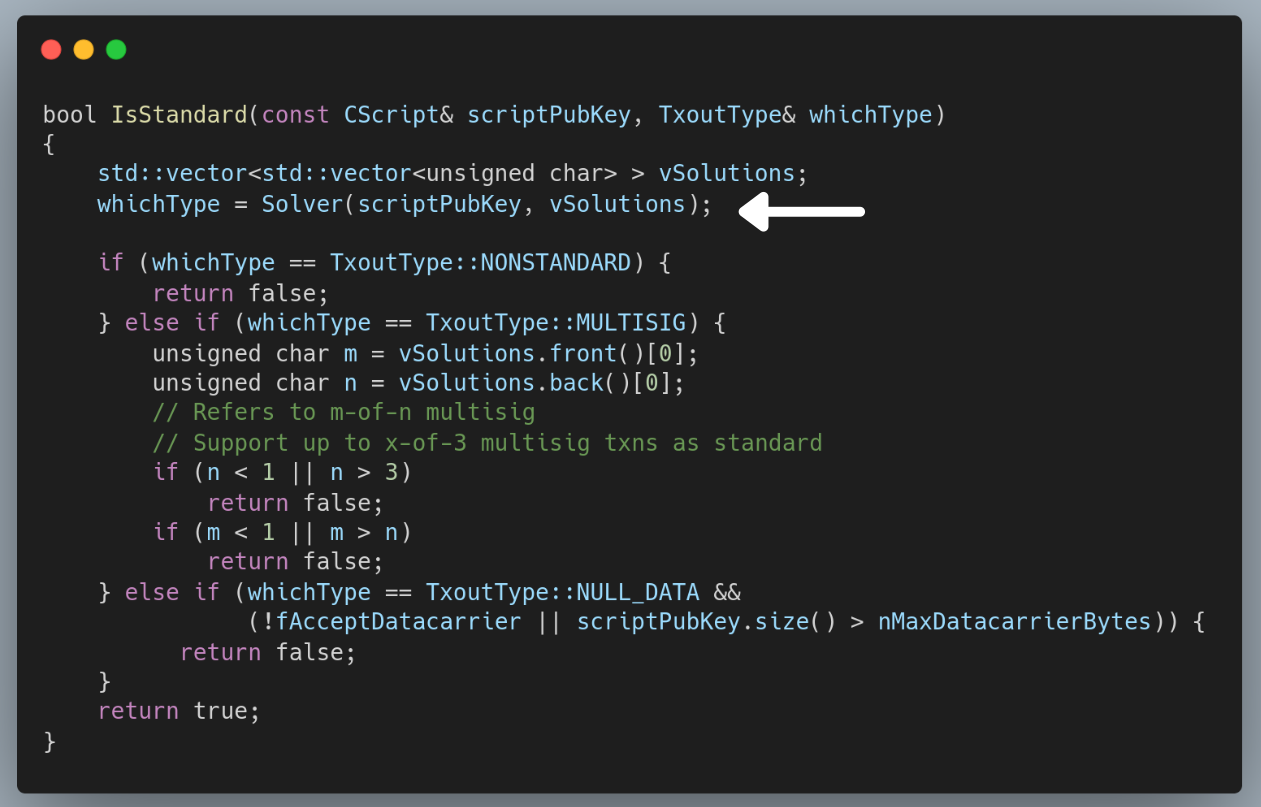 bool IsStandard(const CScript& scriptPubKey, TxoutType& whichType)
{
    std::vector<std::vector<unsigned char> > vSolutions;
    whichType = Solver(scriptPubKey, vSolutions);

    if (whichType == TxoutType::NONSTANDARD) {
        return false;
    } else if (whichType == TxoutType::MULTISIG) {
        unsigned char m = vSolutions.front()[0];
        unsigned char n = vSolutions.back()[0];
        // Refers to m-of-n multisig
        // Support up to x-of-3 multisig txns as standard
        if (n < 1 || n > 3)
            return false;
        if (m < 1 || m > n)
            return false;
    } else if (whichType == TxoutType::NULL_DATA &&
               (!fAcceptDatacarrier || scriptPubKey.size() > nMaxDatacarrierBytes)) {
          return false;
    }
    return true;
}